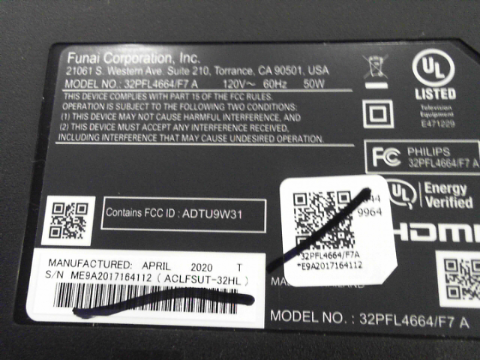 Funai Corporation, Inc.
21061 S. Western Ave. Suite 210, Torrance, CA 90501, USA
MODEL NO.: 32PFL4664/F7 A 120V~ 60Hz 50W
THIS DEVICE COMPLIES WITH PART 15 OF THE FCC RULES.
OPERATION IS SUBJECT TO THE FOLLOWING TWO CONDITIONS:
(1) THIS DEVICE MAY NOT CAUSE HARMFUL INTERFERENCE, AND
(2) THIS DEVICE MUST ACCEPT ANY INTERFERENCE RECEIVED,
INCLUDING INTERFERENCE THAT MAY CAUSE UNDESIRED OPERATION.
UL
LISTED
Television
Equipment
E471229
FC PHILIPS
32PFL4664/F7 A
UL Energy
Verified
HDMI
Contains FCC ID : ADTU9W31
9964
32PFL4664/F7A
*E9A2017164112
MANUFACTURED: APRIL 2020 T
S/N ME9A2017164112 (ACLFSUT-32HL)
MADE IN
MODEL NO. : 32PFL4664/F7 A